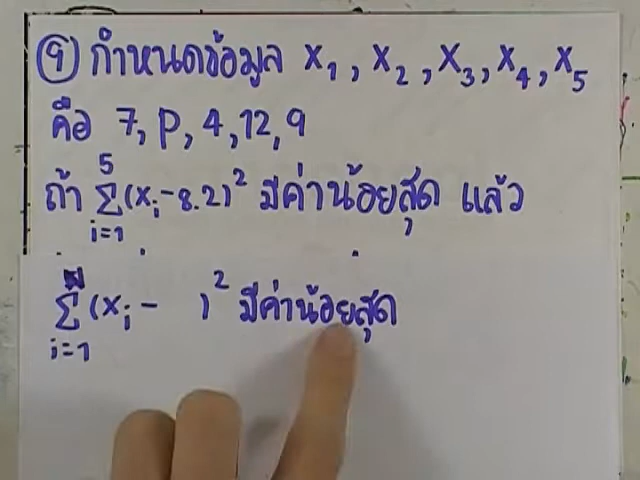 ⑨ กำหนดข้อมูล x₁, x₂, x₃, x₄, x₅
คือ 7, p, 4, 12, 9
ถ้า 5 Σ i=1 (xᵢ - 8.2)² มีค่าน้อยสุด แล้ว
N Σ i=1 (xᵢ - )² มีค่าน้อยสุด